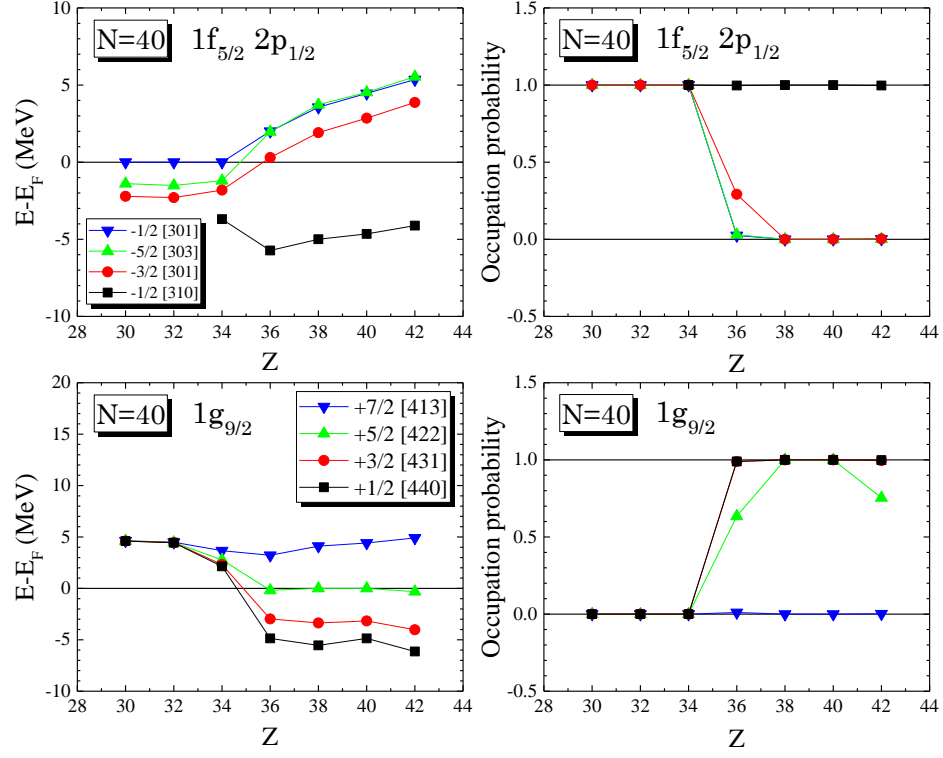 N=40 1f5/2 2p1/2
E-EF (MeV)
10
5
0
-5
-10
-1/2 [301]
-5/2 [303]
-3/2 [301]
-1/2 [310]
28 30 32 34 36 38 40 42 44
Z
N=40 1f5/2 2p1/2
Occupation probability
1.5
1.0
0.5
0.0
-0.5
28 30 32 34 36 38 40 42 44
Z
N=40 1g9/2
E-EF (MeV)
20
15
10
5
0
-5
-10
+7/2 [413]
+5/2 [422]
+3/2 [431]
+1/2 [440]
28 30 32 34 36 38 40 42 44
Z
N=40 1g9/2
Occupation probability
1.5
1.0
0.5
0.0
-0.5
28 30 32 34 36 38 40 42 44
Z